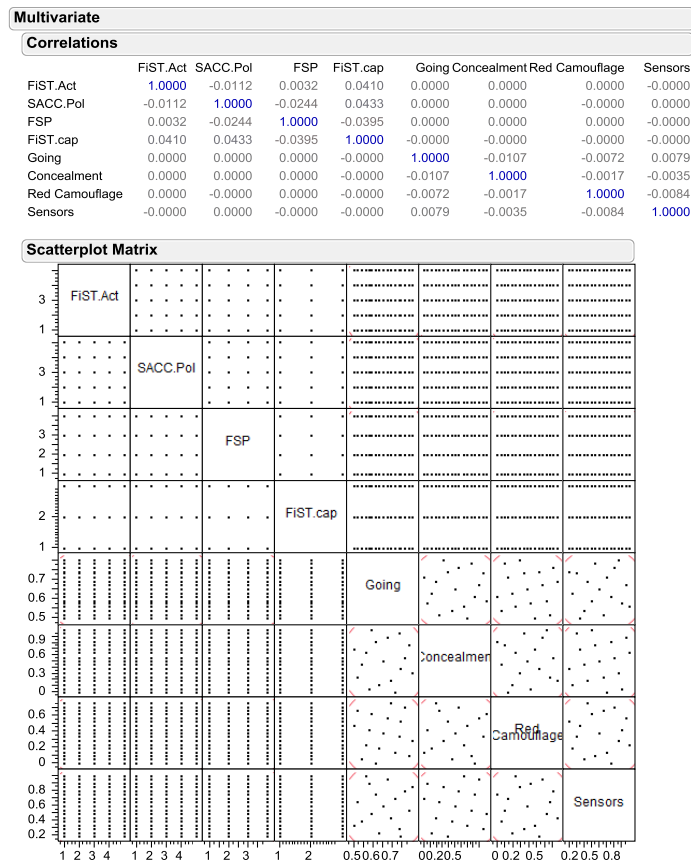 Multivariate
Correlations
FiST.Act SACC.Pol FSP FiST.cap Going Concealment Red Camouflage Sensors
FiST.Act 1.0000 -0.0112 0.0032 0.0410 0.0000 0.0000 0.0000 -0.0000
SACC.Pol -0.0112 1.0000 -0.0244 0.0433 0.0000 0.0000 -0.0000 0.0000
FSP 0.0032 -0.0244 1.0000 -0.0395 0.0000 0.0000 0.0000 -0.0000
FiST.cap 0.0410 0.0433 -0.0395 1.0000 -0.0000 -0.0000 -0.0000 -0.0000
Going 0.0000 0.0000 0.0000 -0.0000 1.0000 -0.0107 -0.0072 0.0079
Concealment 0.0000 0.0000 0.0000 -0.0000 -0.0107 1.0000 -0.0017 -0.0035
Red Camouflage 0.0000 -0.0000 0.0000 -0.0000 -0.0072 -0.0017 1.0000 -0.0084
Sensors -0.0000 0.0000 -0.0000 -0.0000 0.0079 -0.0035 -0.0084 1.0000
Scatterplot Matrix
3 FiST.Act
1
3 SACC.Pol
1
3 FSP
2
1
2 FiST.cap
1
0.7
0.6 Going
0.5
0.9
0.6 Concealmen
0.3
0
0.6
0.4 Red Camouflage
0.2
0
0.8
0.6 Sensors
0.4
0.2
1 2 3 4 1 2 3 4 1 2 3 1 2 0.5 0.6 0.7 0 0.2 0.5 0 0.2 0.5 0.2 0.5 0.8